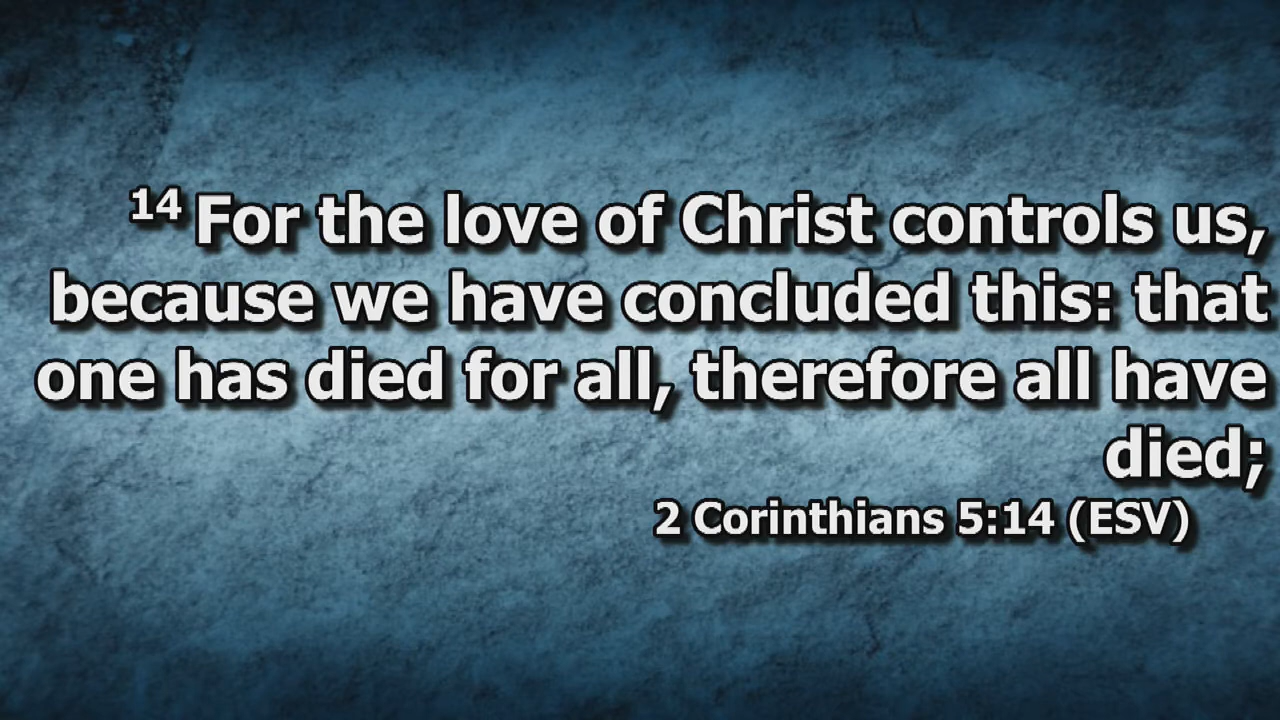 14 For the love of Christ controls us,
because we have concluded this: that
one has died for all, therefore all have
died;
2 Corinthians 5:14 (ESV)